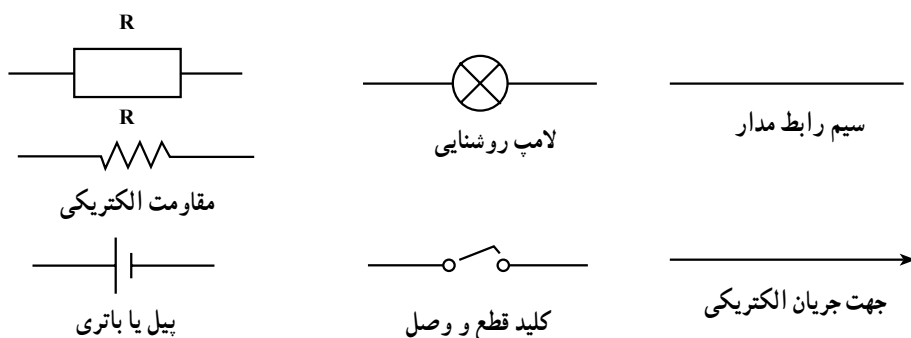 R
R
مقاومت الکتریکی
لامپ روشنایی
سیم رابط مدار
پیل یا باتری
کلید قطع و وصل
جهت جریان الکتریکی